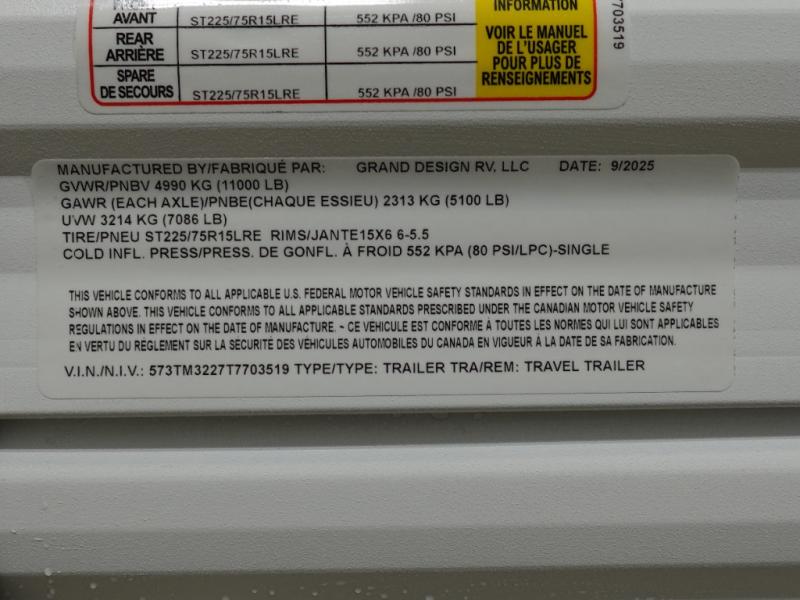 INFORMATION
AVANT ST225/75R15LRE 552 KPA /80 PSI
REAR
ARRIÈRE ST225/75R15LRE 552 KPA /80 PSI
SPARE
DE SECOURS ST225/75R15LRE 552 KPA /80 PSI
VOIR LE MANUEL
DE L'USAGER
POUR PLUS DE
RENSEIGNEMENTS
7703519
MANUFACTURED BY/FABRIQUÉ PAR: GRAND DESIGN RV, LLC DATE: 9/2025
GVWR/PNBV 4990 KG (11000 LB)
GAWR (EACH AXLE)/PNBE(CHAQUE ESSIEU) 2313 KG (5100 LB)
UVW 3214 KG (7086 LB)
TIRE/PNEU ST225/75R15LRE RIMS/JANTE15X6 6-5.5
COLD INFL. PRESS/PRESS. DE GONFL. À FROID 552 KPA (80 PSI/LPC)-SINGLE
THIS VEHICLE CONFORMS TO ALL APPLICABLE U.S. FEDERAL MOTOR VEHICLE SAFETY STANDARDS IN EFFECT ON THE DATE OF MANUFACTURE
SHOWN ABOVE. THIS VEHICLE CONFORMS TO ALL APPLICABLE STANDARDS PRESCRIBED UNDER THE CANADIAN MOTOR VEHICLE SAFETY
REGULATIONS IN EFFECT ON THE DATE OF MANUFACTURE. ~ CE VEHICULE EST CONFORME À TOUTES LES NORMES QUI LUI SONT APPLICABLES
EN VERTU DU RÈGLEMENT SUR LA SÉCURITÉ DES VÉHICULES AUTOMOBILES DU CANADA EN VIGUEUR À LA DATE DE SA FABRICATION.
V.I.N./N.I.V.: 573TM3227T7703519 TYPE/TYPE: TRAILER TRA/REM: TRAVEL TRAILER